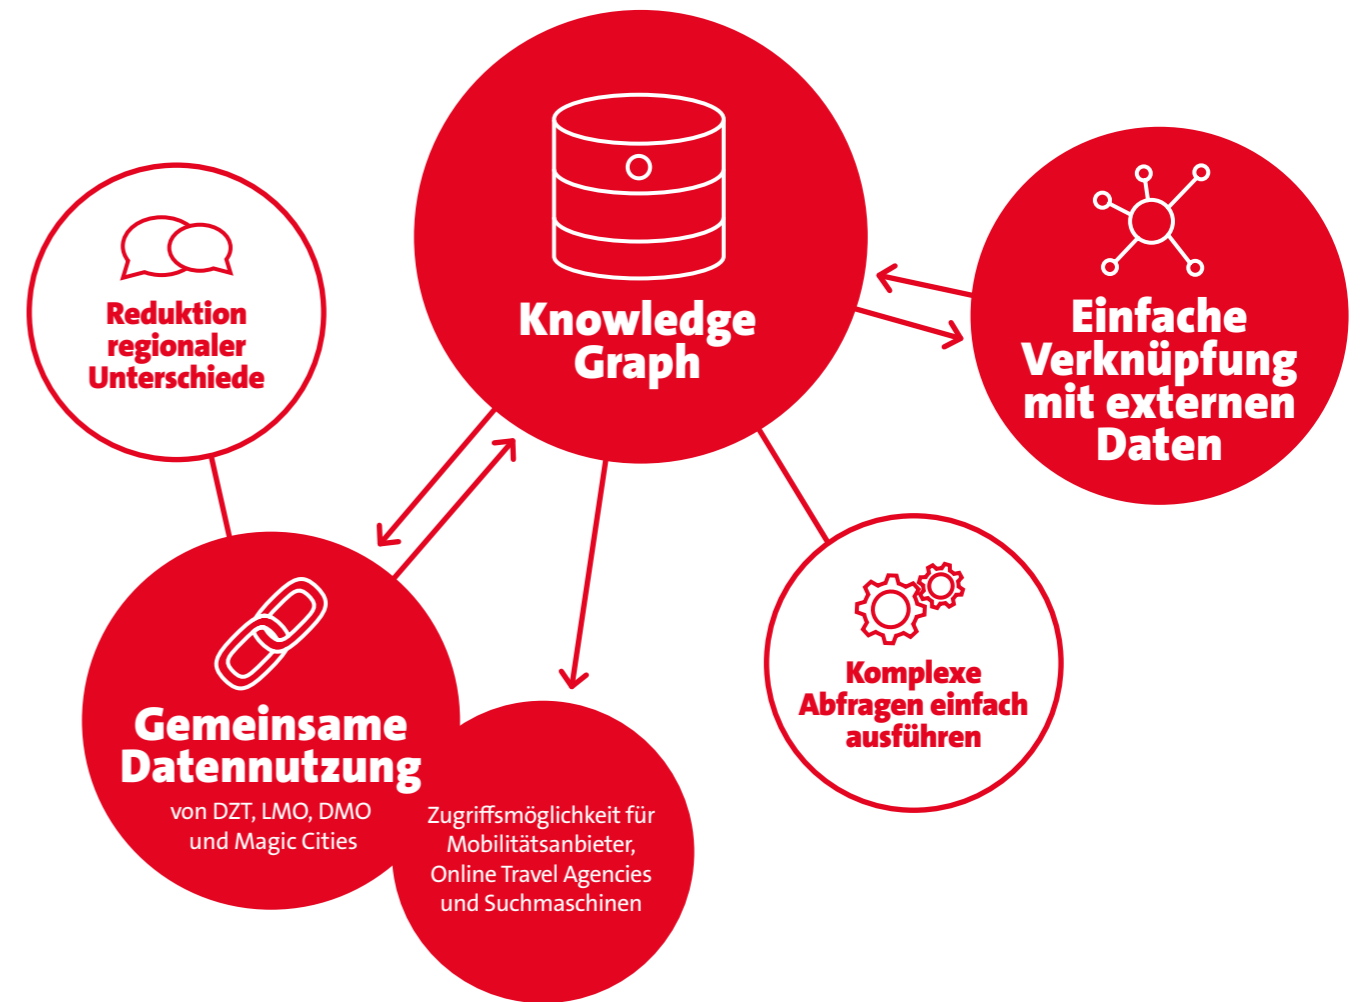 Knowledge
Graph
Reduktion
regionaler
Unterschiede
Einfache
Verknüpfung
mit externen
Daten
Gemeinsame
Datennutzung
von DZT, LMO, DMO
und Magic Cities
Zugriffsmöglichkeit für
Mobilitätsanbieter,
Online Travel Agencies
und Suchmaschinen
Komplexe
Abfragen einfach
ausführen